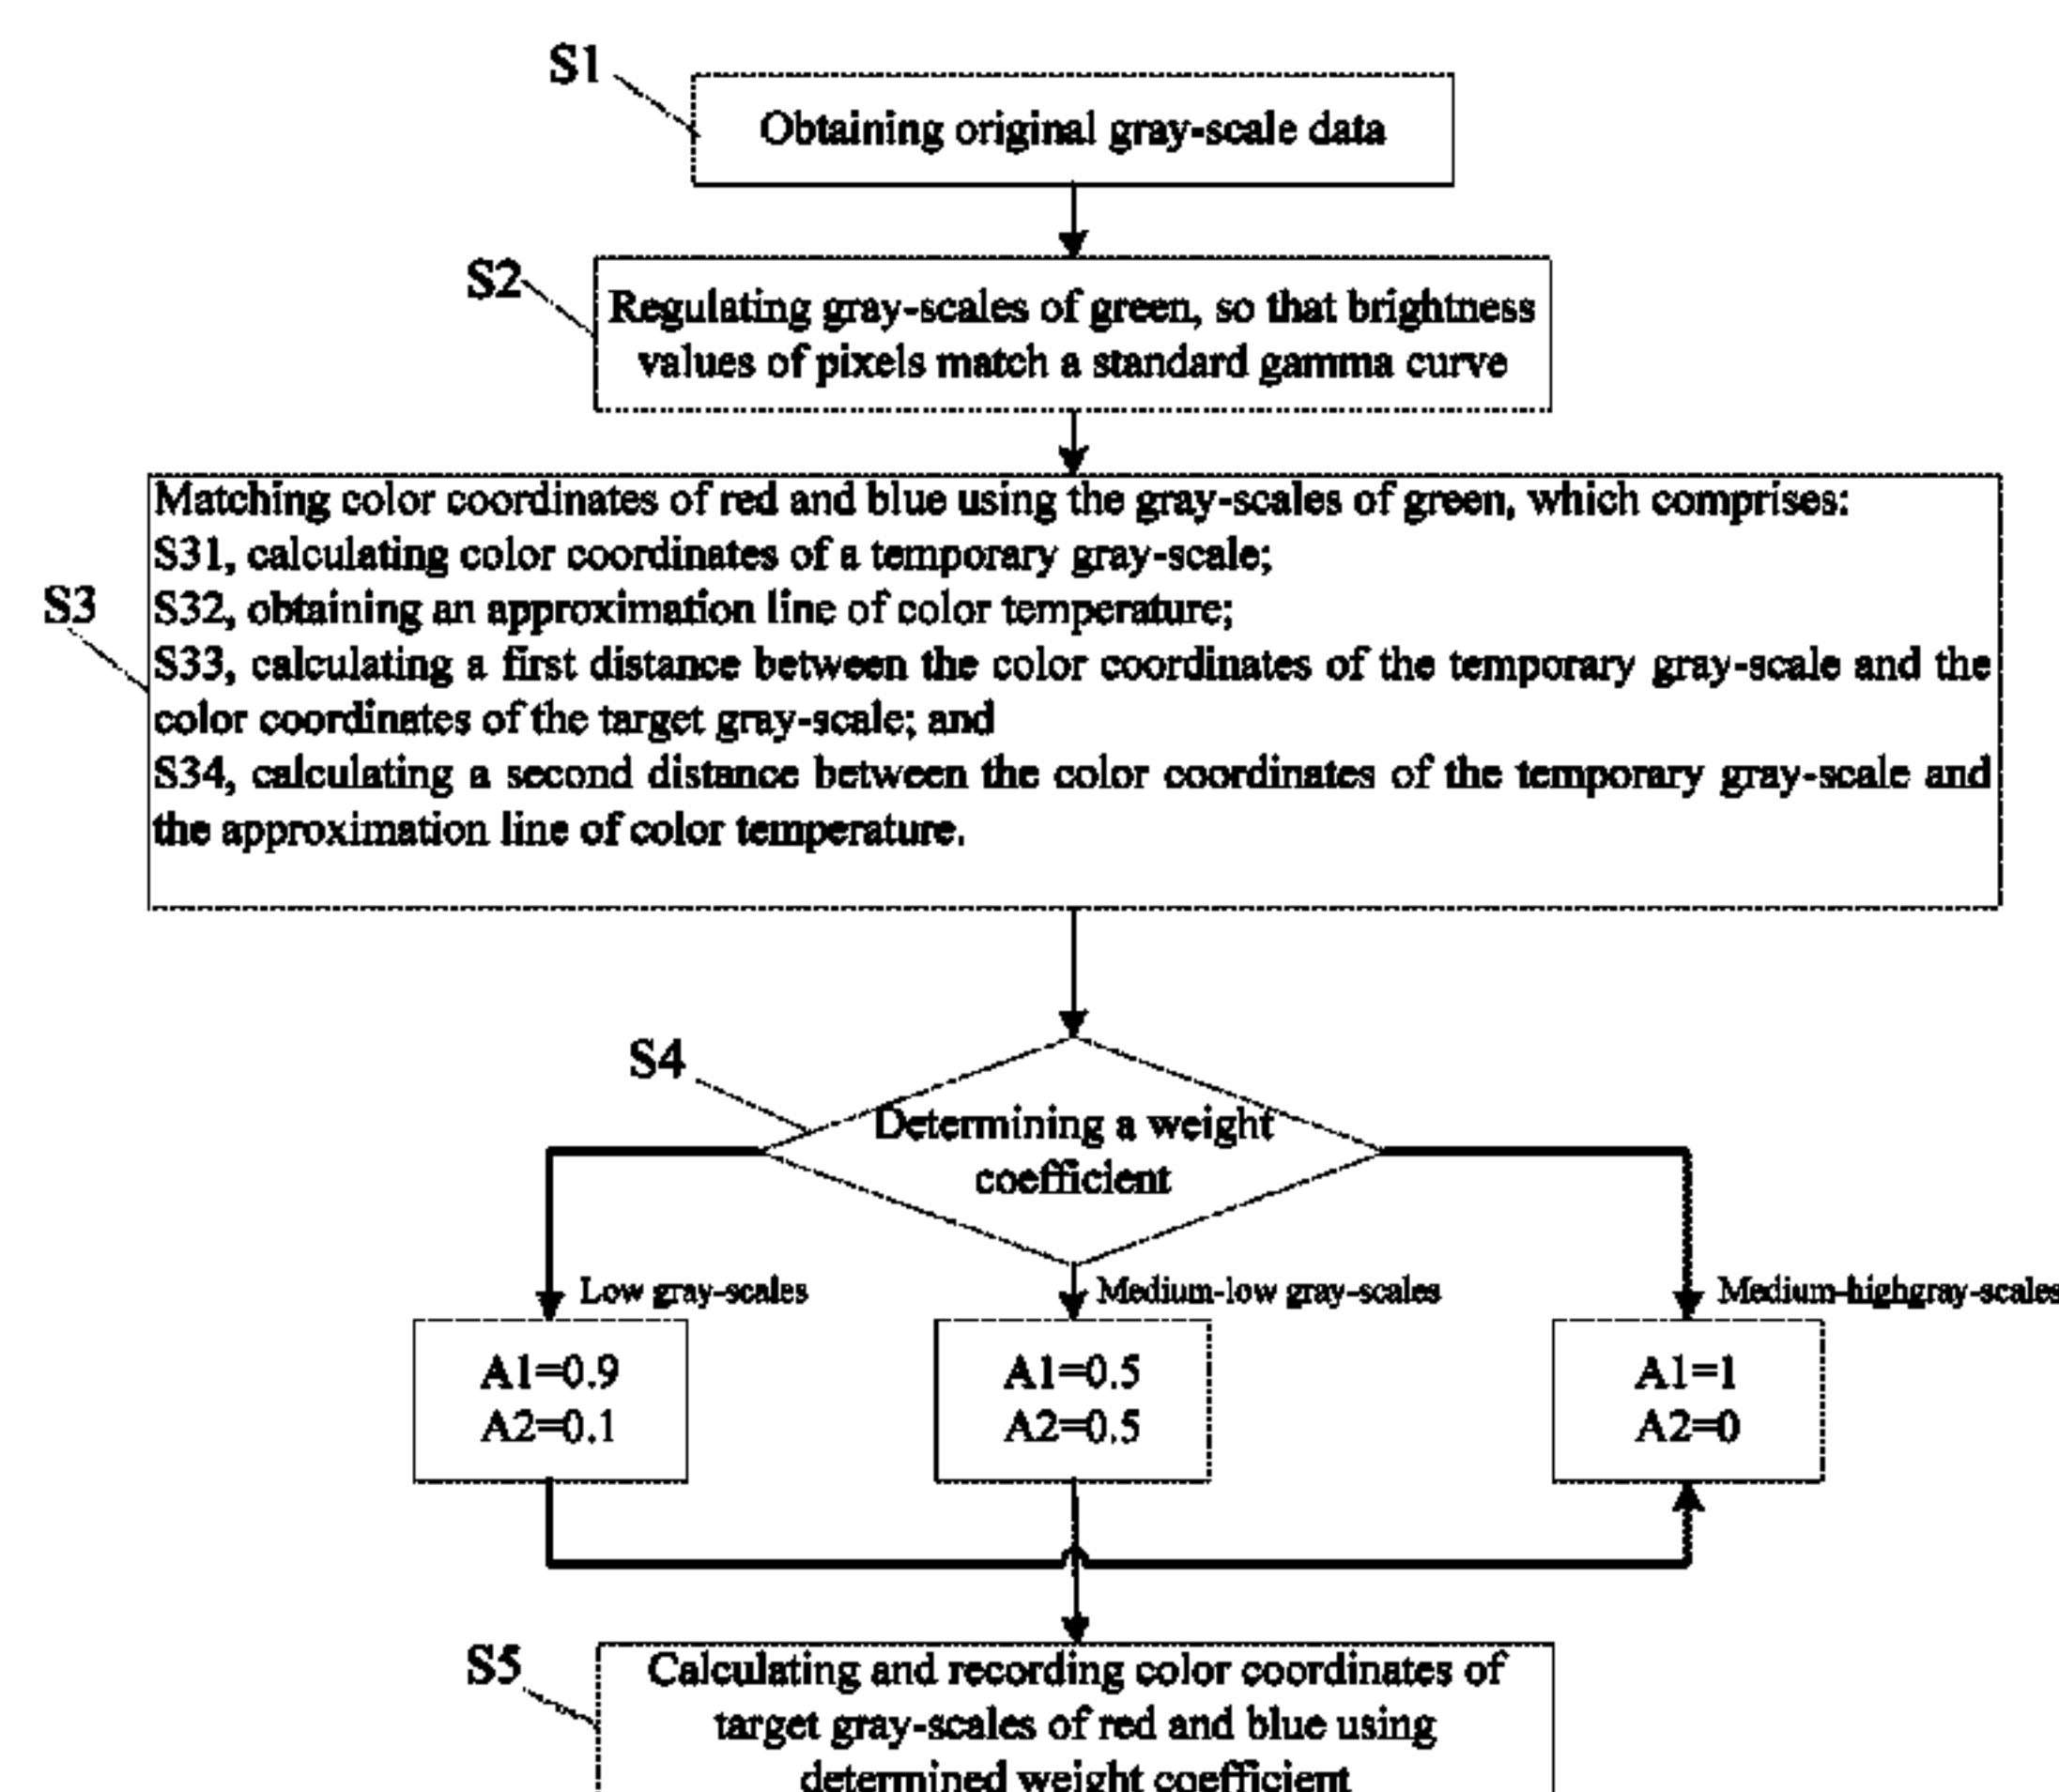 S1
Obtaining original gray-scale data
S2
Regulating gray-scales of green, so that brightness
values of pixels match a standard gamma curve
S3
Matching color coordinates of red and blue using the gray-scales of green, which comprises:
S31, calculating color coordinates of a temporary gray-scale;
S32, obtaining an approximation line of color temperature;
S33, calculating a first distance between the color coordinates of the temporary gray-scale and the
color coordinates of the target gray-scale; and
S34, calculating a second distance between the color coordinates of the temporary gray-scale and
the approximation line of color temperature.
S4
Determining a weight
coefficient
Low gray-scales
Medium-low gray-scales
Medium-highgray-scales
A1=0.9
A2=0.1
A1=0.5
A2=0.5
A1=1
A2=0
S5
Calculating and recording color coordinates of
target gray-scales of red and blue using
determined weight coefficient